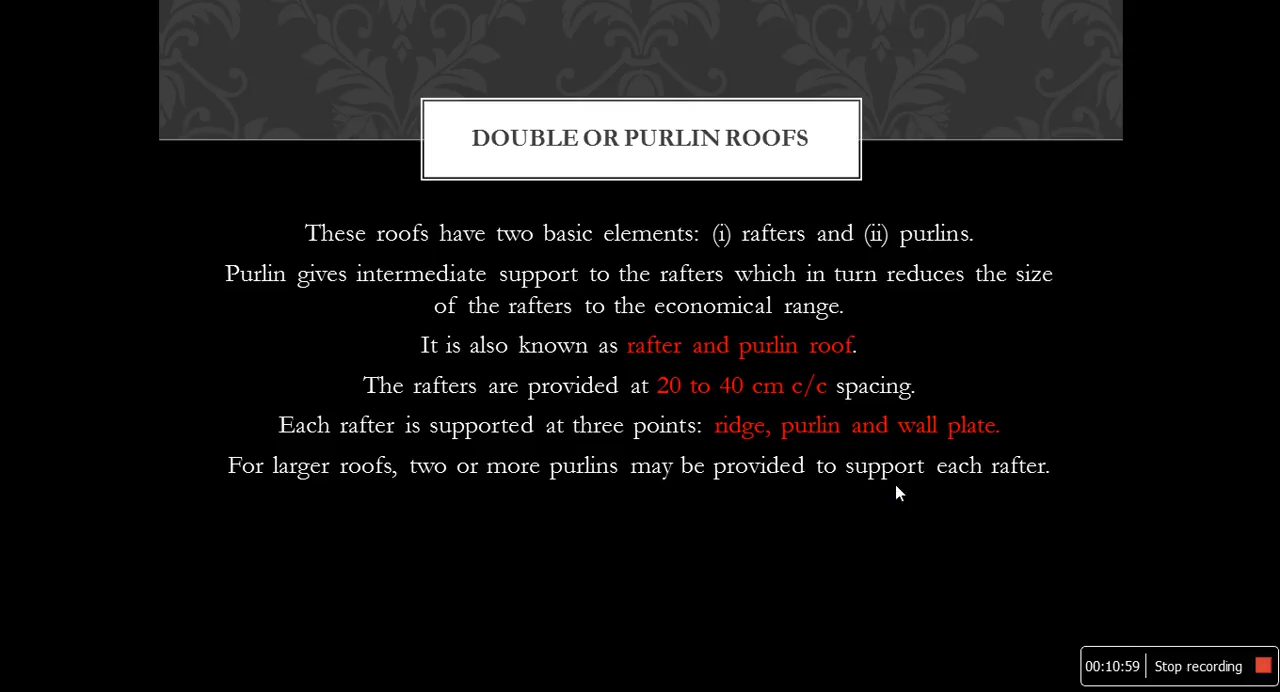 DOUBLE OR PURLIN ROOFS
These roofs have two basic elements: (i) rafters and (ii) purlins.
Purlin gives intermediate support to the rafters which in turn reduces the size
of the rafters to the economical range.
It is also known as rafter and purlin roof.
The rafters are provided at 20 to 40 cm c/c spacing.
Each rafter is supported at three points: ridge, purlin and wall plate.
For larger roofs, two or more purlins may be provided to support each rafter.
00:10:59 Stop recording